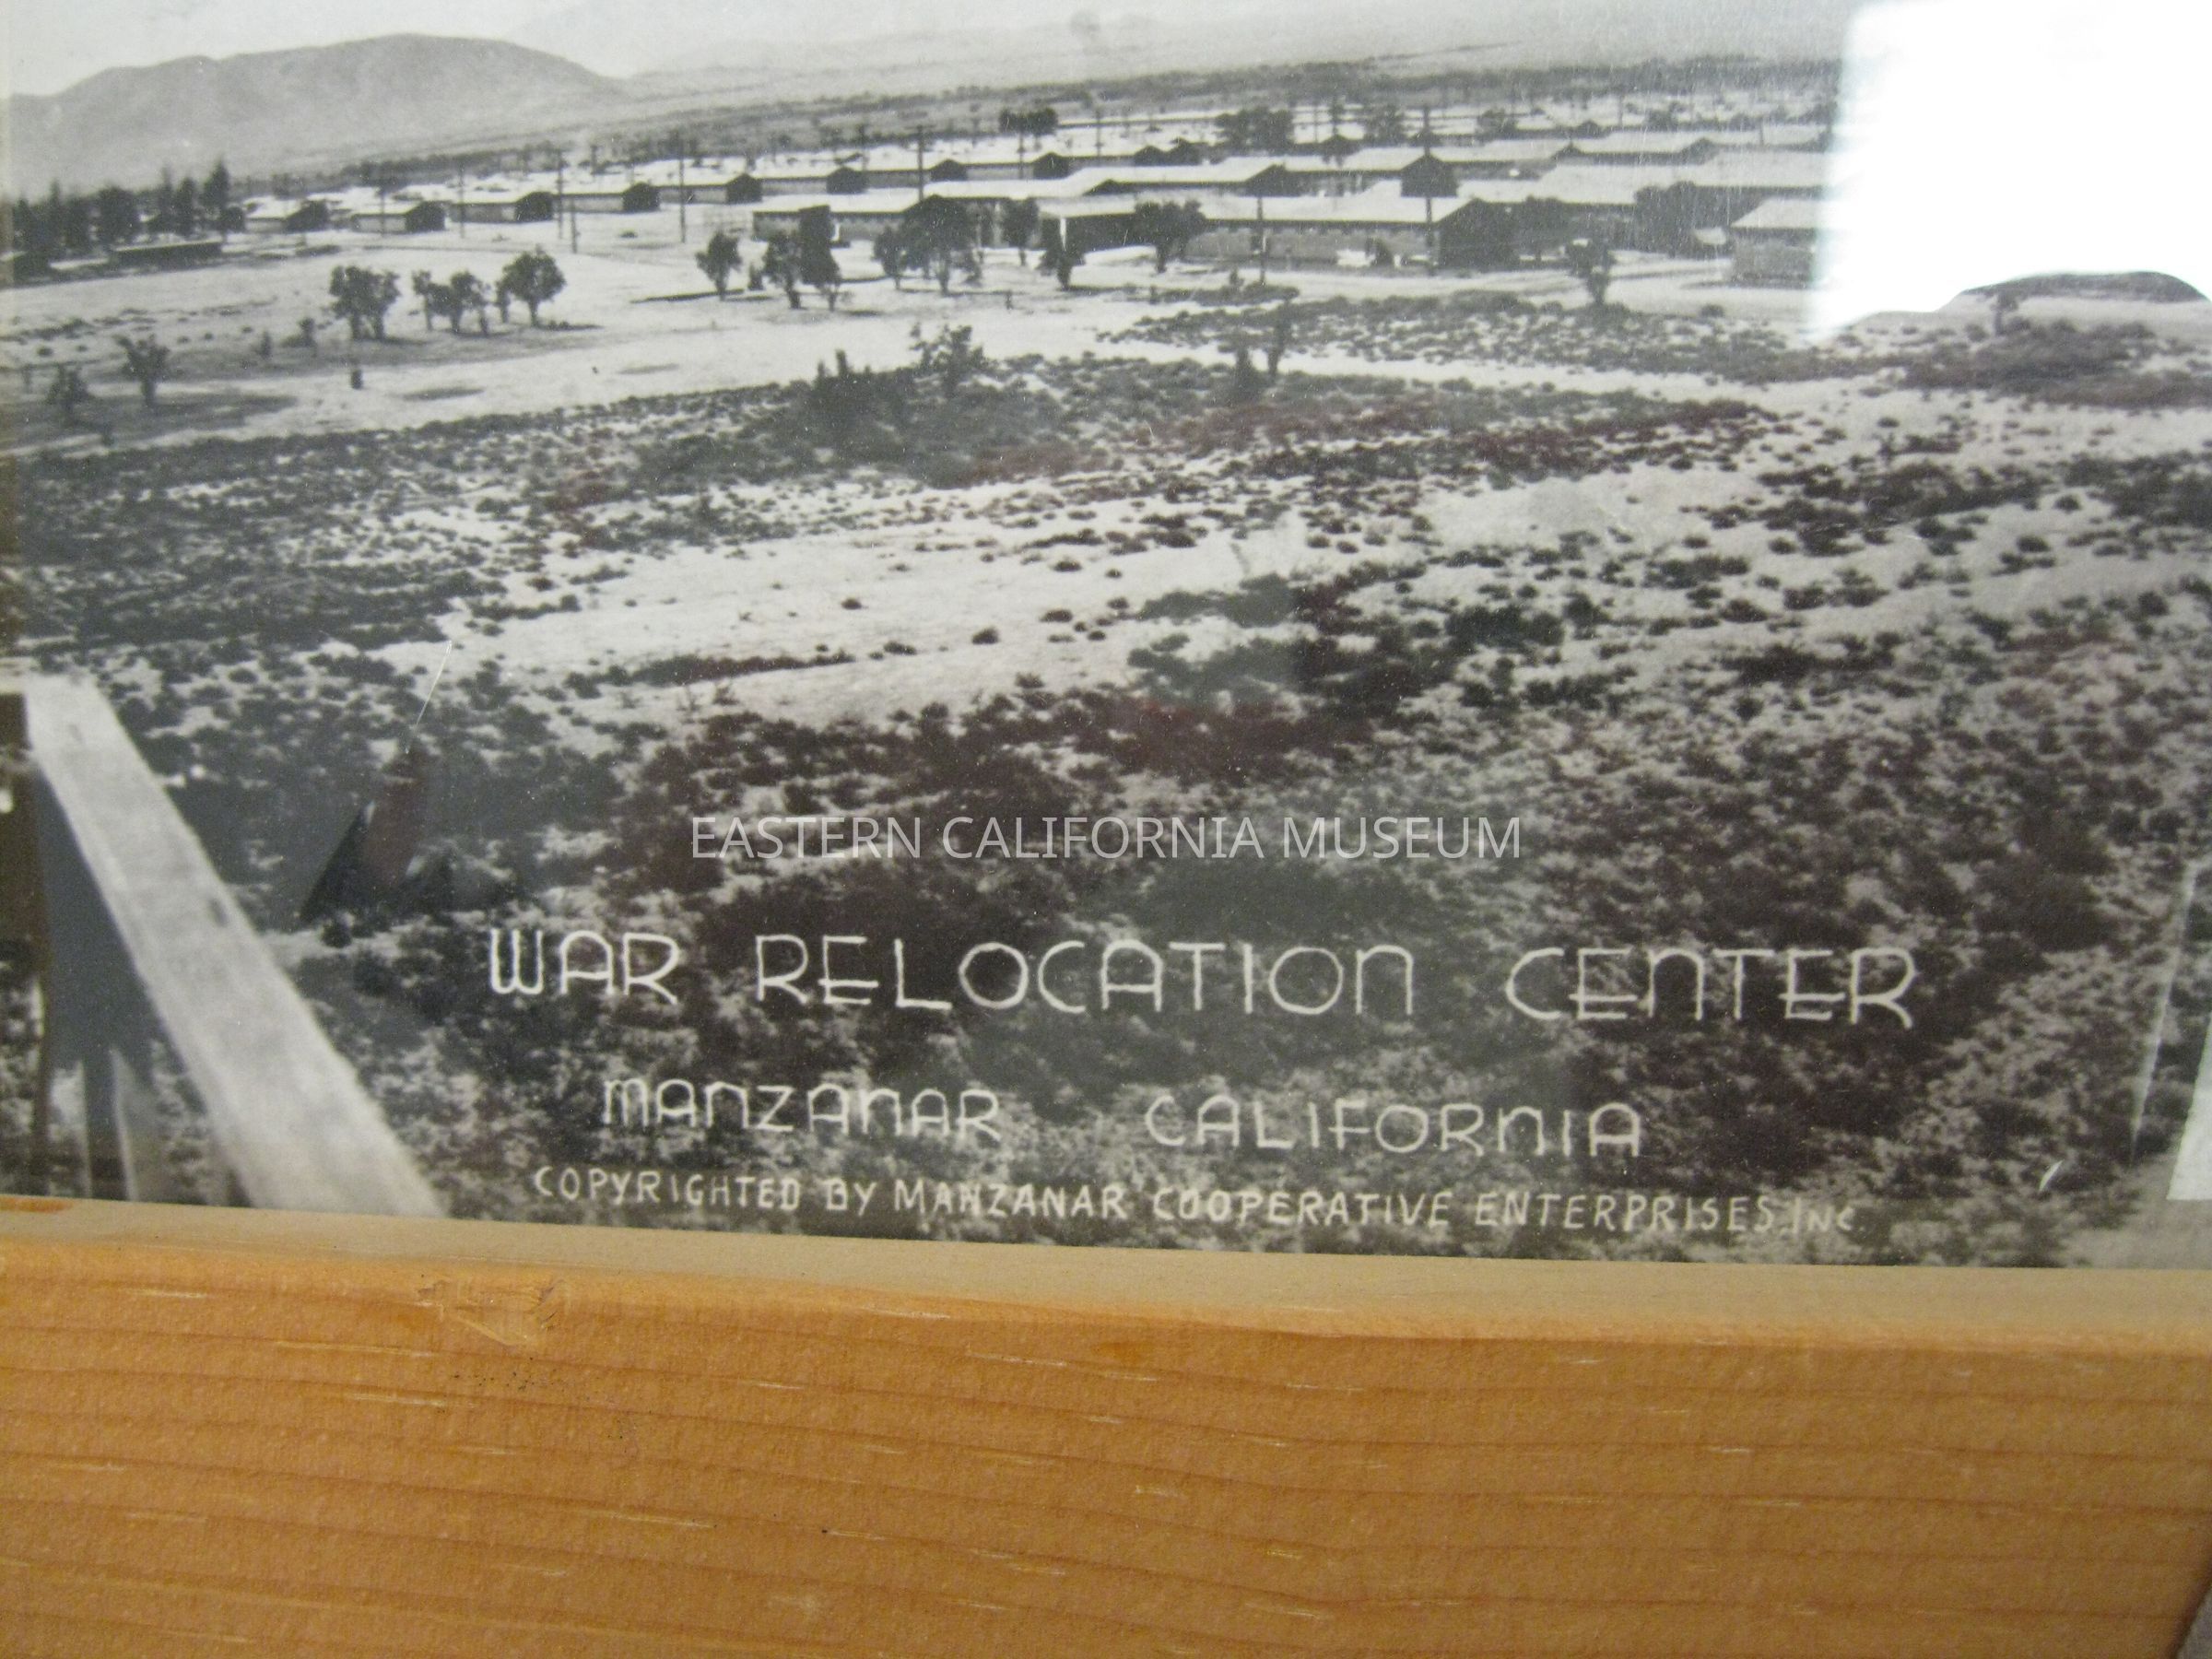 EASTERN CALIFORNIA MUSEUM
WAR RELOCATION CENTER
MANZANAR CALIFORNIA
COPYRIGHTED BY MANZANAR COOPERATIVE ENTERPRISES, INC.